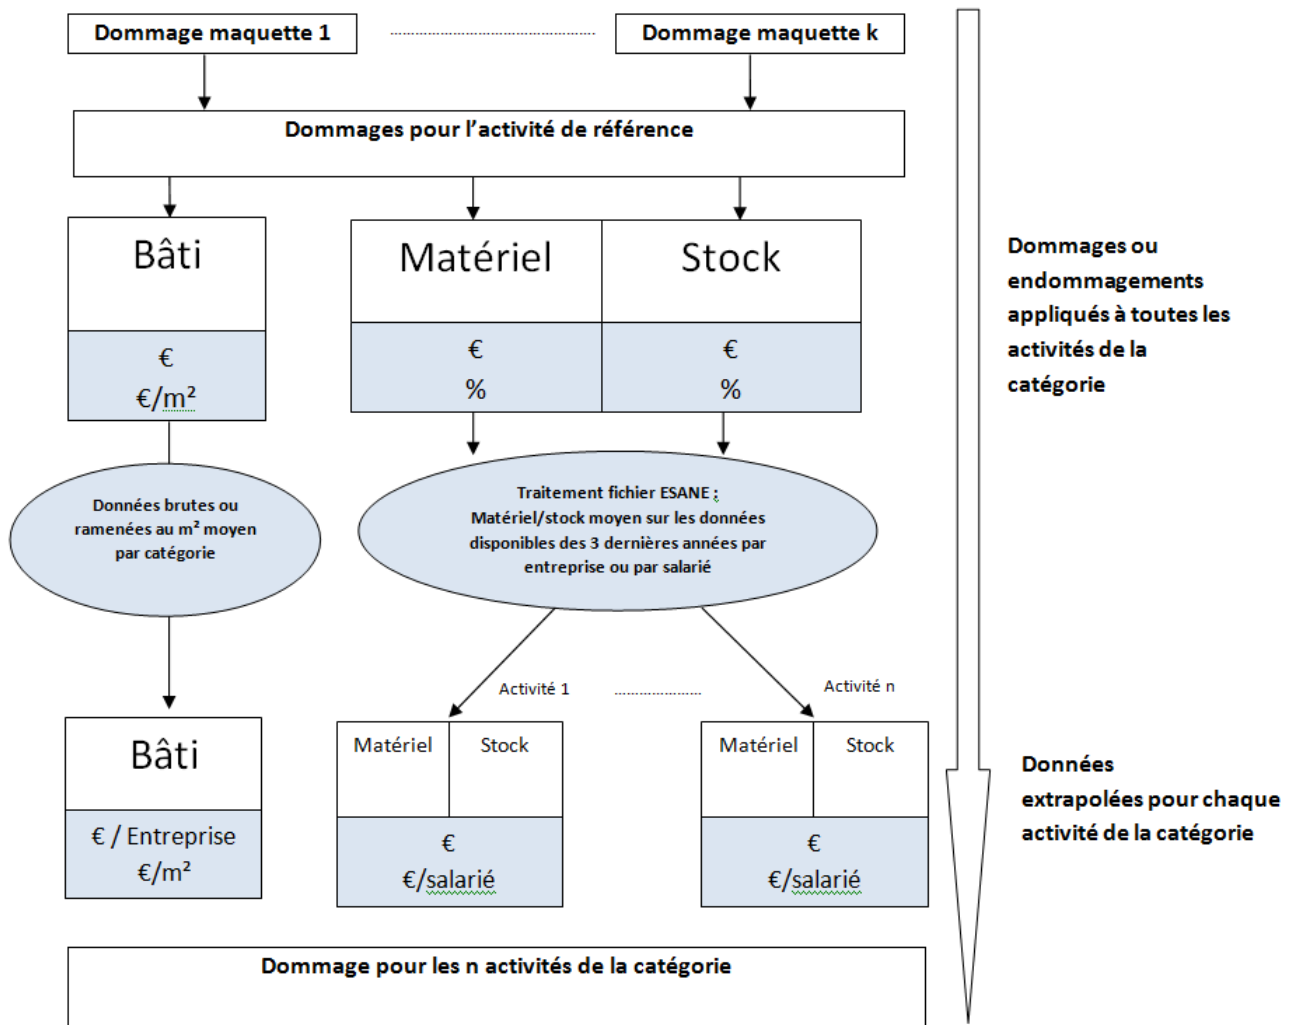 Dommage maquette 1
....................................................
Dommage maquette k
Dommages pour l'activité de référence
Bâti
€
€/m²
Matériel
€
%
Stock
€
%
Dommages ou
endommagements
appliqués à toutes les
activités de la
catégorie
Données brutes ou
ramenées au m² moyen
par catégorie
Traitement fichier ESANE :
Matériel/stock moyen sur les données
disponibles des 3 dernières années par
entreprise ou par salarié
Activité 1
......................
Activité n
Bâti
€ / Entreprise
€/m²
Matériel
Stock
€
€/salarié
Matériel
Stock
€
€/salarié
Données
extrapolées pour chaque
activité de la catégorie
Dommage pour les n activités de la catégorie